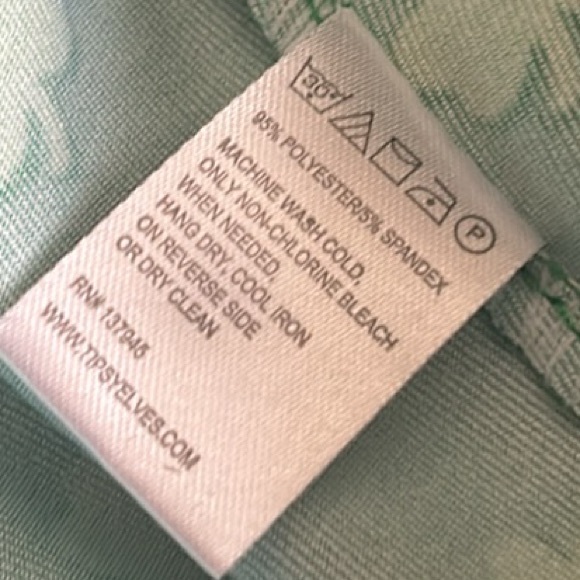 30°
P
95% POLYESTER/5% SPANDEX
MACHINE WASH COLD,
ONLY NON-CHLORINE BLEACH
WHEN NEEDED
HANG DRY, COOL IRON
ON REVERSE SIDE
OR DRY CLEAN
RN# 137945
WWW.TIPSYELVES.COM